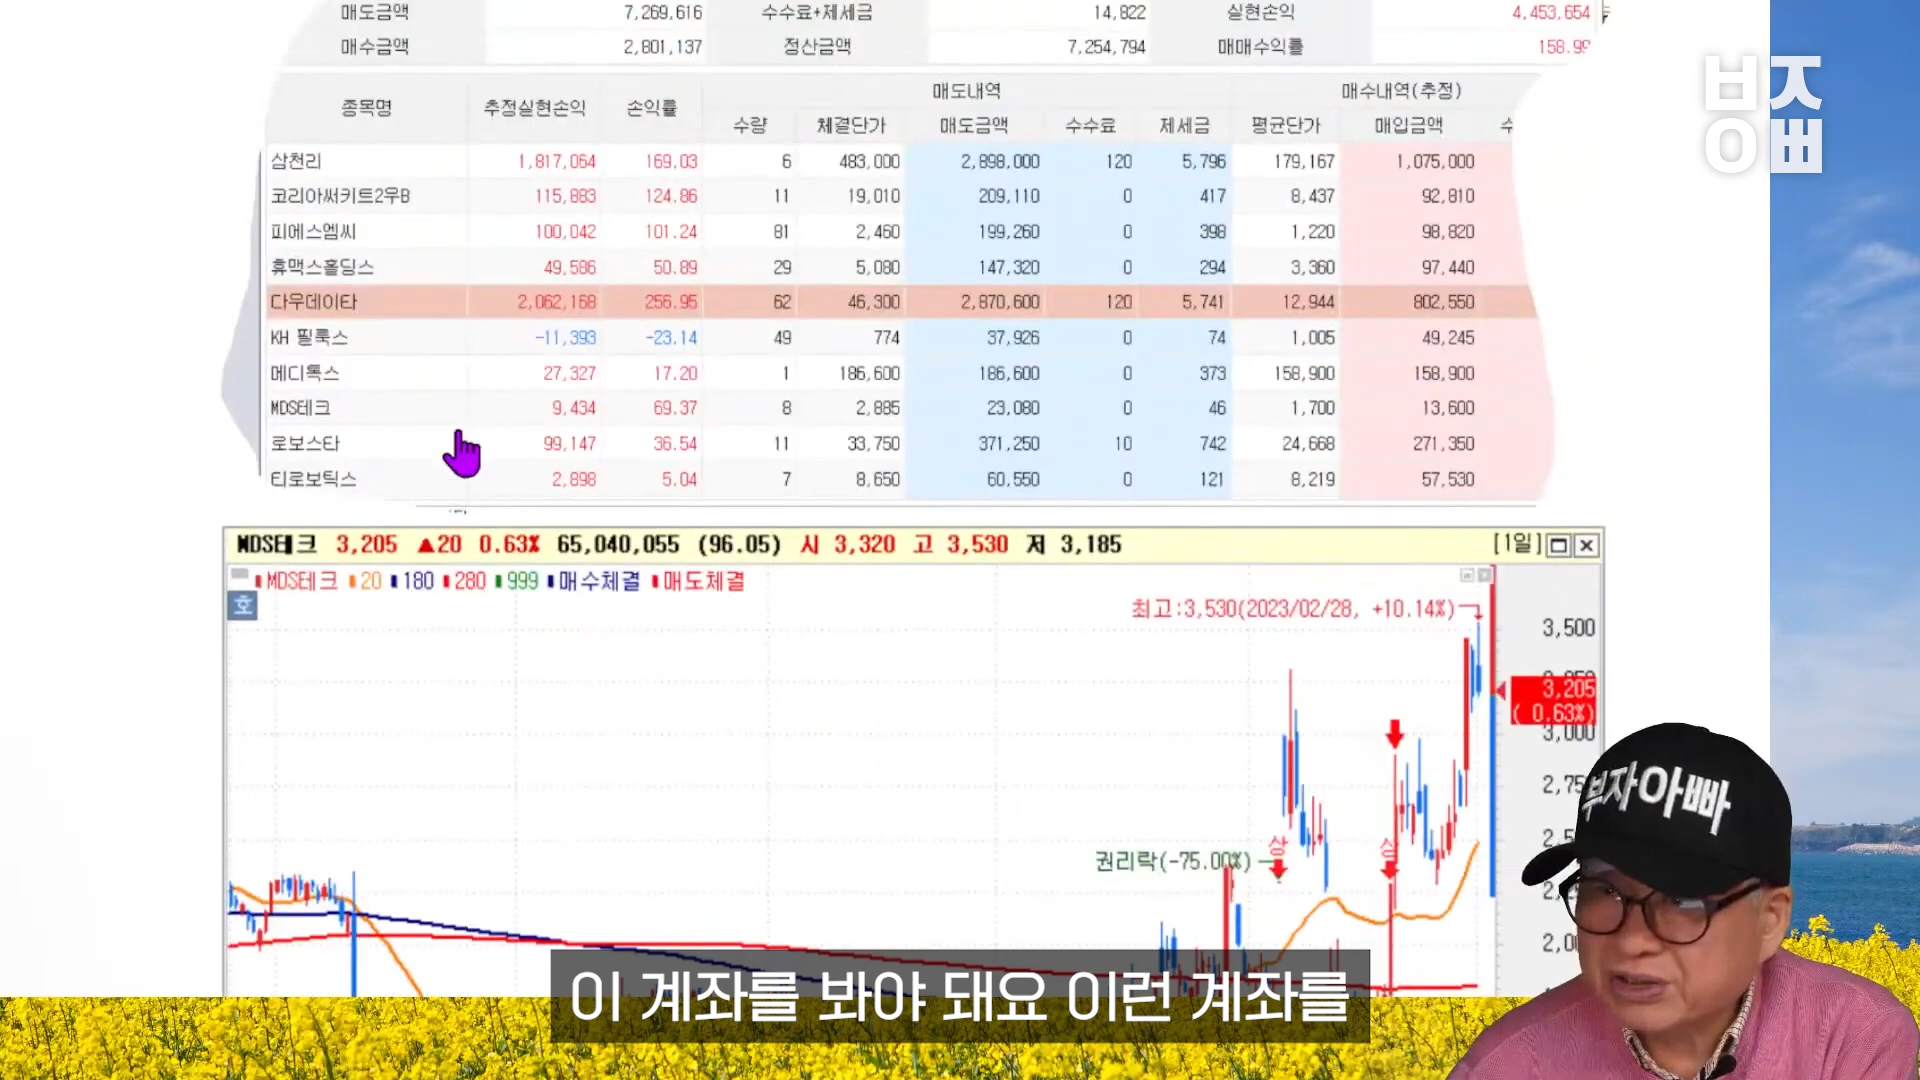 매도금액 7,269,616 수수료+제세금 14,822 실현손익 4,453,654
매수금액 2,801,137 정산금액 7,254,794 매매수익률 158.99
부자
아빠
종목명 추정실현손익 손익률 매도내역 매수내역(추정)
수량 체결단가 매도금액 수수료 제세금 평균단가 매입금액 수
삼천리 1,817,064 169.03 6 483,000 2,898,000 120 5,796 179,167 1,075,000
코리아써키트2우B 115,883 124.86 11 19,010 209,110 0 417 8,437 92,810
피에스엠씨 100,042 101.24 81 2,460 199,260 0 398 1,220 98,820
휴맥스홀딩스 49,586 50.89 29 5,080 147,320 0 294 3,360 97,440
다우데이타 2,062,168 256.95 62 46,300 2,870,600 120 5,741 12,944 802,550
KH 필룩스 -11,393 -23.14 49 774 37,926 0 74 1,005 49,245
메디톡스 27,327 17.20 1 186,600 186,600 0 373 158,900 158,900
MDS테크 9,434 69.37 8 2,885 23,080 0 46 1,700 13,600
로보스타 99,147 36.54 11 33,750 371,250 10 742 24,668 271,350
티로보틱스 2,898 5.04 7 8,650 60,550 0 121 8,219 57,530
MDS테크 3,205 ▲20 0.63% 65,040,055 (96.05) 시 3,320 고 3,530 저 3,185 [1일]
MDS테크 20 180 280 999 매수체결 매도체결
호
최고:3,530(2023/02/28, +10.14%)
3,500
3,205
( 0.63%)
3,000
2,75
부자아빠
상
상
권리락(-75.00%)
이 계좌를 봐야 돼요 이런 계좌를